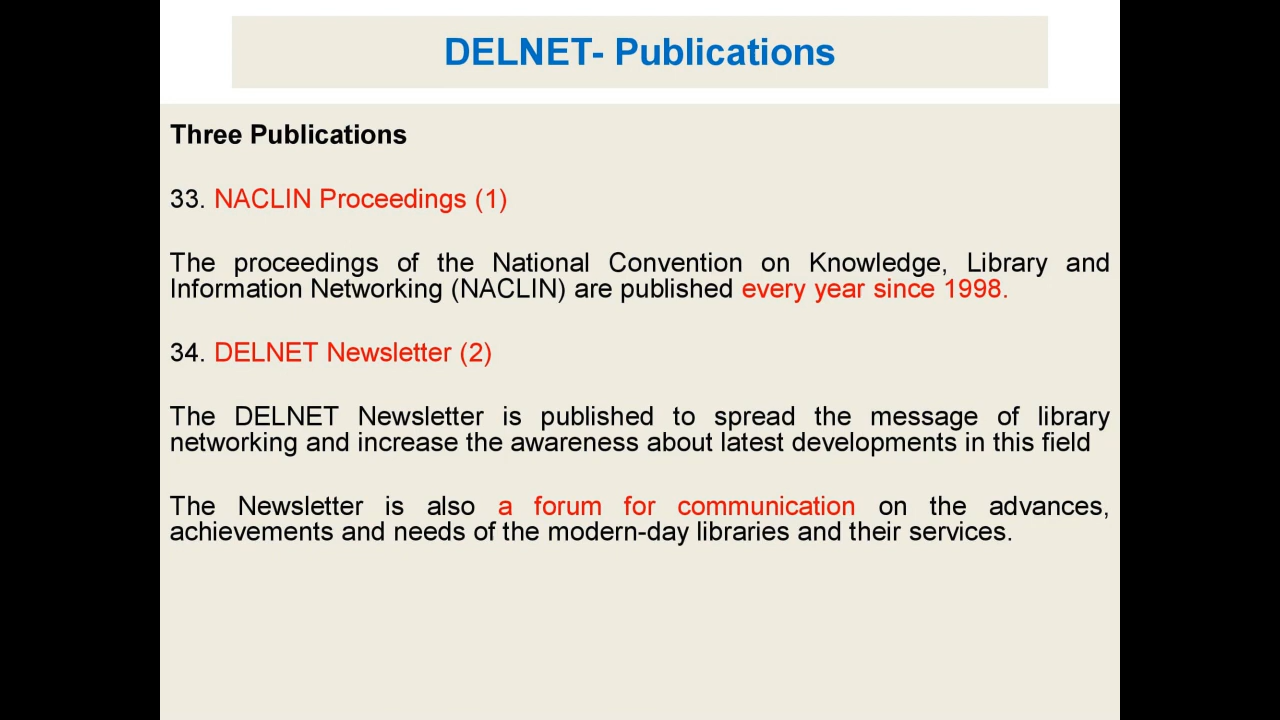 DELNET- Publications
Three Publications
33. NACLIN Proceedings (1)
The proceedings of the National Convention on Knowledge, Library and
Information Networking (NACLIN) are published every year since 1998.
34. DELNET Newsletter (2)
The DELNET Newsletter is published to spread the message of library
networking and increase the awareness about latest developments in this field
The Newsletter is also a forum for communication on the advances,
achievements and needs of the modern-day libraries and their services.